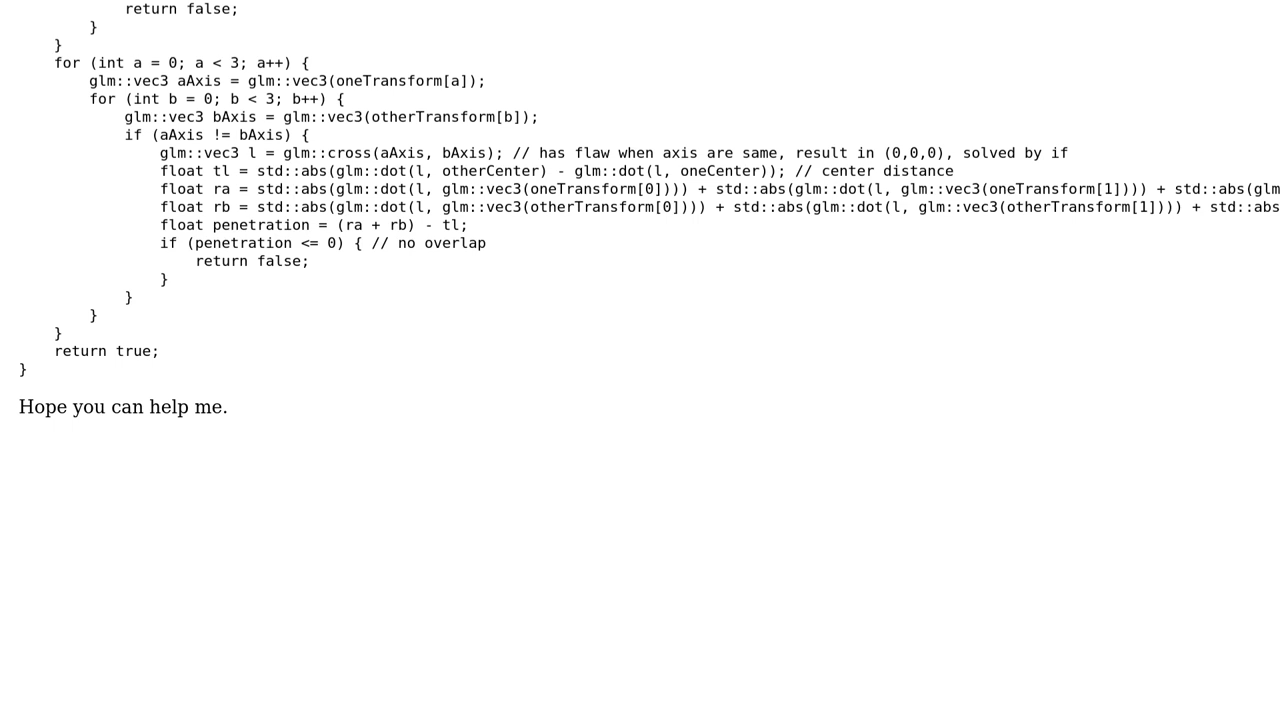 return false;
}
}
for (int a = 0; a < 3; a++) {
glm::vec3 aAxis = glm::vec3(oneTransform[a]);
for (int b = 0; b < 3; b++) {
glm::vec3 bAxis = glm::vec3(otherTransform[b]);
if (aAxis != bAxis) {
glm::vec3 l = glm::cross(aAxis, bAxis); // has flaw when axis are same, result in (0,0,0), solved by if
float tl = std::abs(glm::dot(l, otherCenter) - glm::dot(l, oneCenter)); // center distance
float ra = std::abs(glm::dot(l, glm::vec3(oneTransform[0]))) + std::abs(glm::dot(l, glm::vec3(oneTransform[1]))) + std::abs(glm
float rb = std::abs(glm::dot(l, glm::vec3(otherTransform[0]))) + std::abs(glm::dot(l, glm::vec3(otherTransform[1]))) + std::abs
float penetration = (ra + rb) - tl;
if (penetration <= 0) { // no overlap
return false;
}
}
}
}
return true;
}
Hope you can help me.